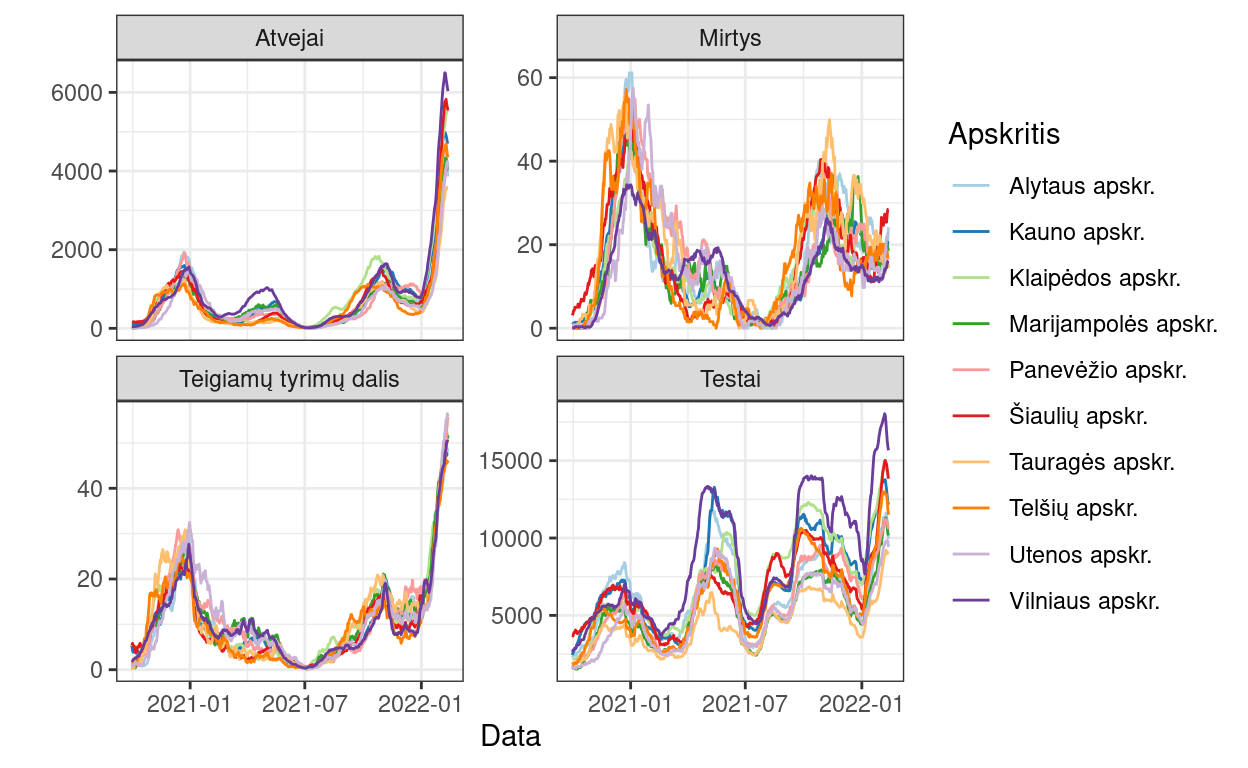 Atvejai
Mirtys
6000
4000
2000
0
60
40
20
0
Teigiamų tyrimų dalis
Testai
40
20
0
15000
10000
5000
2021-01
2021-07
2022-01
2021-01
2021-07
2022-01
Data
Apskritis
Alytaus apskr.
Kauno apskr.
Klaipėdos apskr.
Marijampolės apskr.
Panevėžio apskr.
Šiaulių apskr.
Tauragės apskr.
Telšių apskr.
Utenos apskr.
Vilniaus apskr.